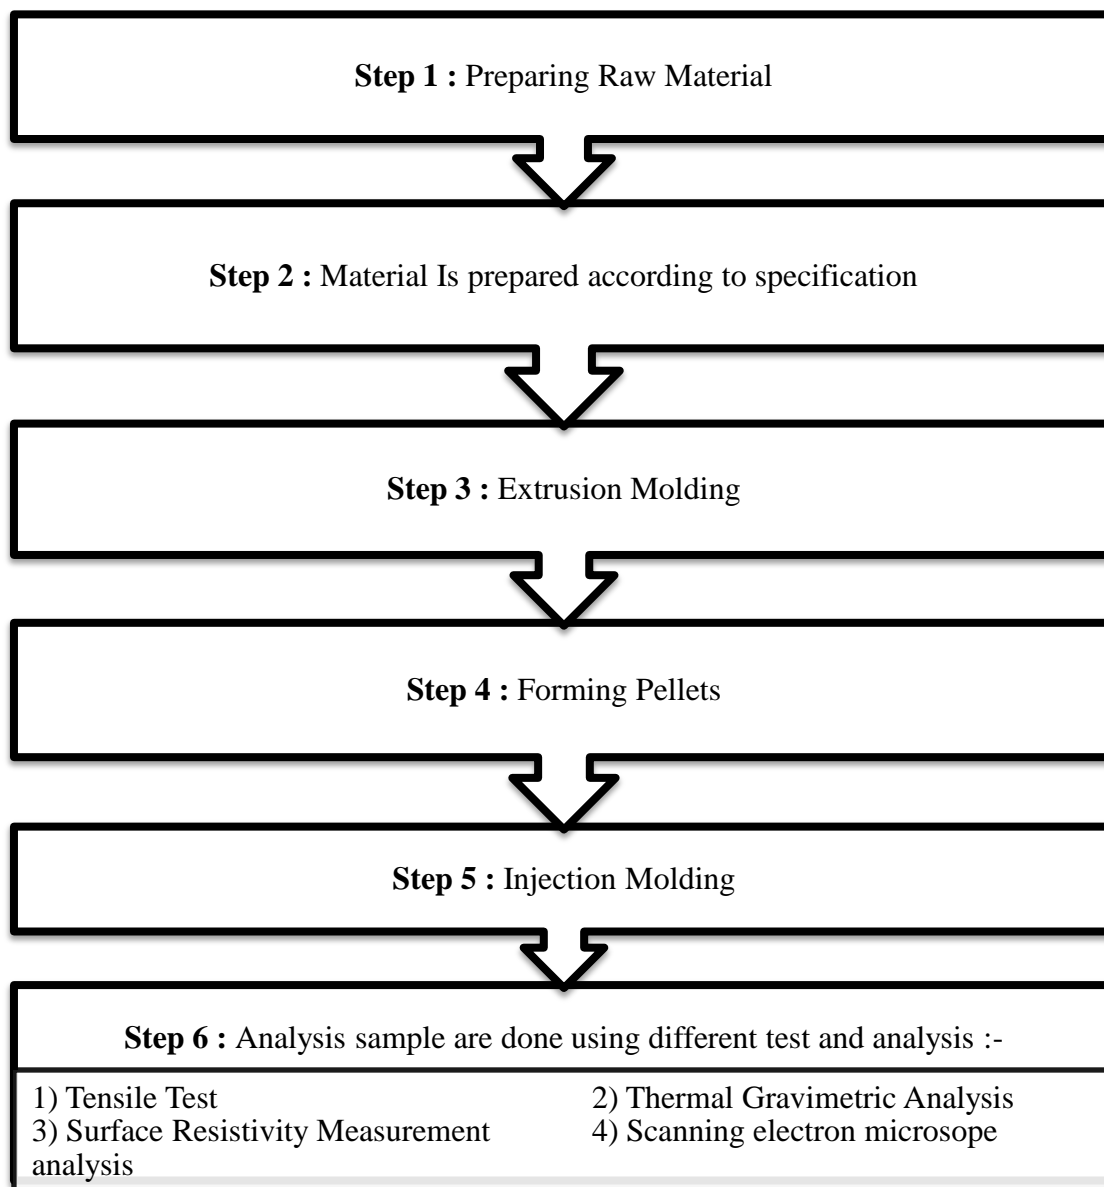 Step 1 : Preparing Raw Material
Step 2 : Material Is prepared according to specification
Step 3 : Extrusion Molding
Step 4 : Forming Pellets
Step 5 : Injection Molding
Step 6 : Analysis sample are done using different test and analysis :-
1) Tensile Test
2) Thermal Gravimetric Analysis
3) Surface Resistivity Measurement
4) Scanning electron microsope
analysis